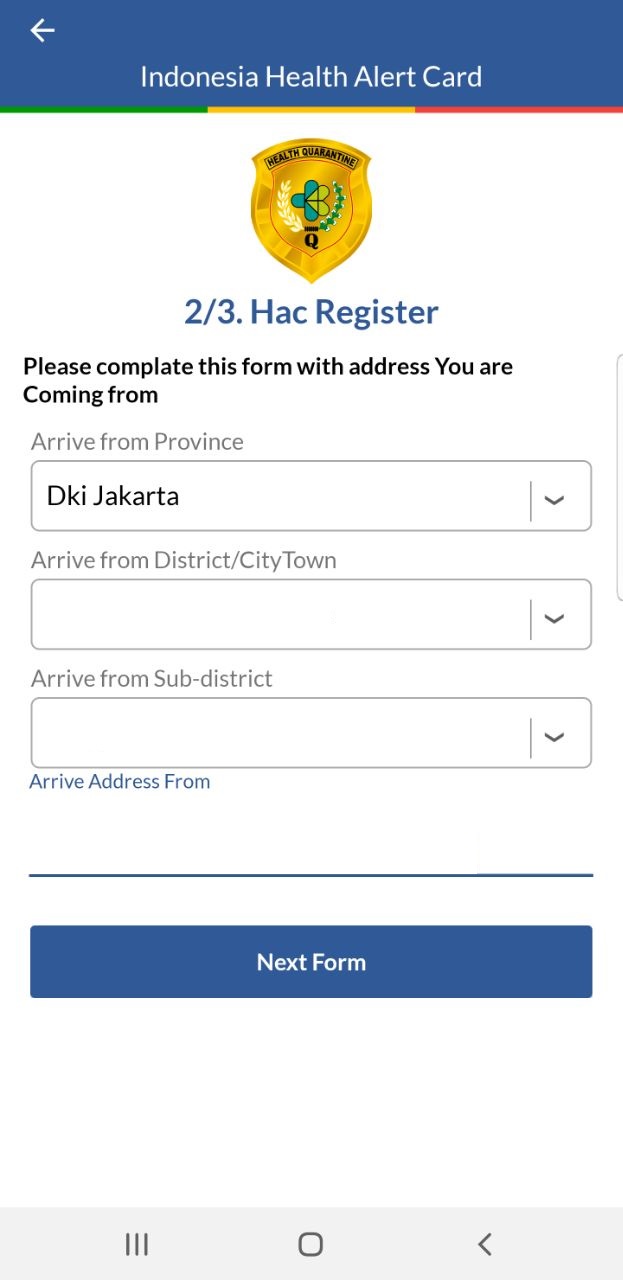 Indonesia Health Alert Card
HEALTH QUARANTINE
Q
2/3. Hac Register
Please complate this form with address You are
Coming from
Arrive from Province
Dki Jakarta
Arrive from District/CityTown
Arrive from Sub-district
Arrive Address From
Next Form